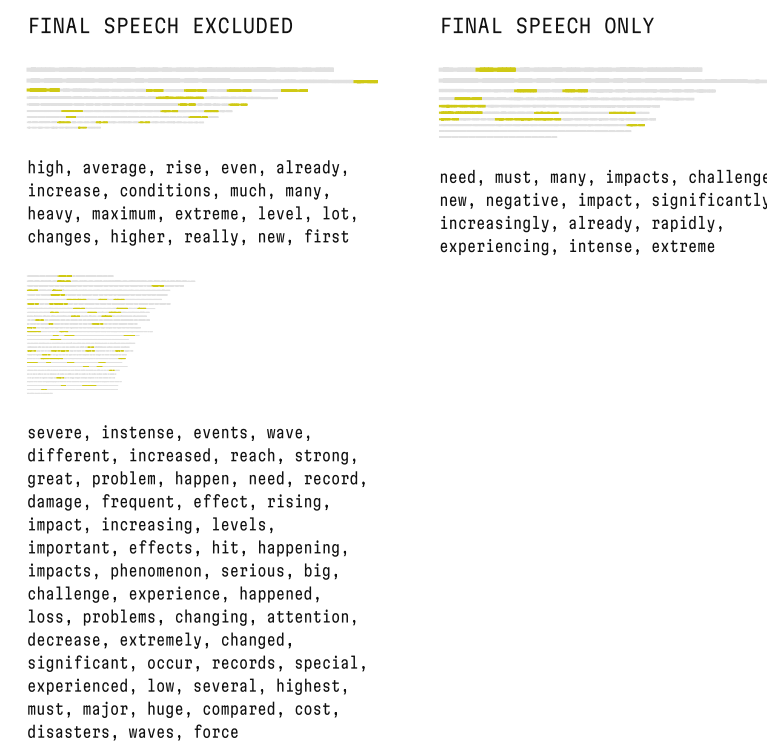 FINAL SPEECH EXCLUDED
high, average, rise, even, already,
increase, conditions, much, many,
heavy, maximum, extreme, level, lot,
changes, higher, really, new, first
severe, instense, events, wave,
different, increased, reach, strong,
great, problem, happen, need, record,
damage, frequent, effect, rising,
impact, increasing, levels,
important, effects, hit, happening,
impacts, phenomenon, serious, big,
challenge, experience, happened,
loss, problems, changing, attention,
decrease, extremely, changed,
significant, occur, records, special,
experienced, low, several, highest,
must, major, huge, compared, cost,
disasters, waves, force
FINAL SPEECH ONLY
need, must, many, impacts, challenge
new, negative, impact, significantly
increasingly, already, rapidly,
experiencing, intense, extreme